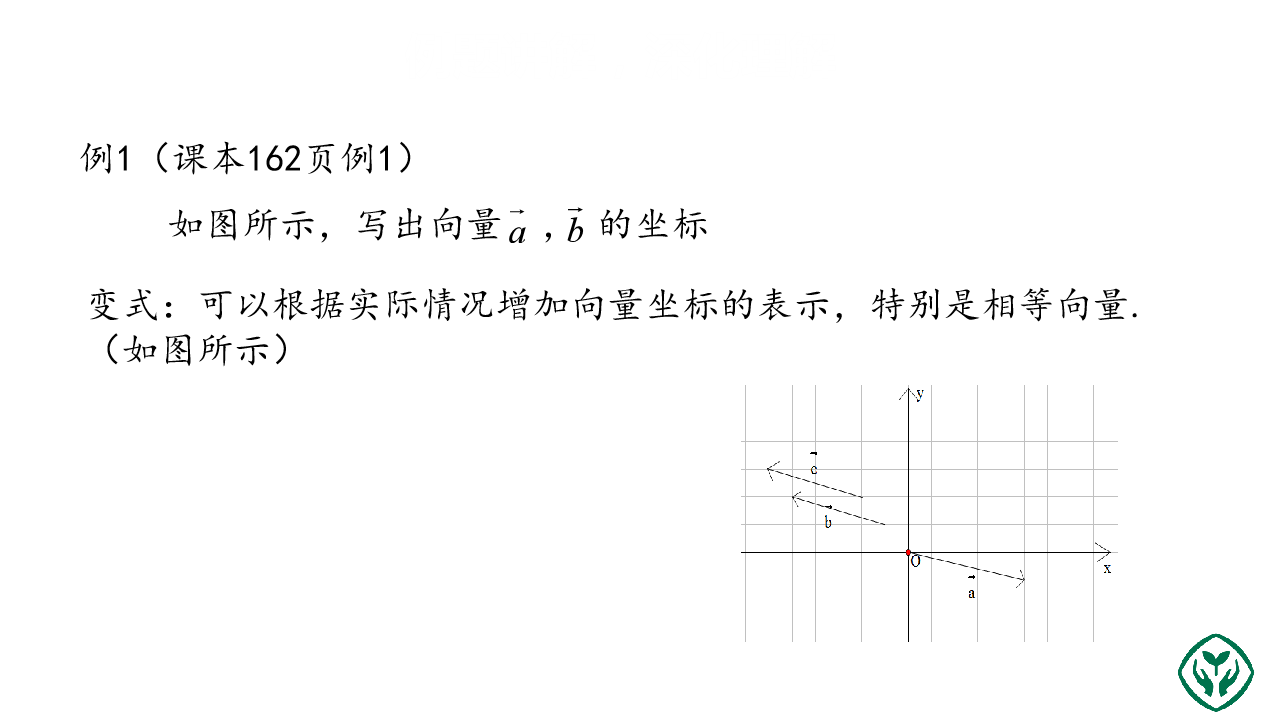 例1（课本162页例1）
如图所示，写出向量 a⃗ , b⃗ 的坐标
变式：可以根据实际情况增加向量坐标的表示，特别是相等向量.
（如图所示）
y
c⃗
b⃗
O
x
a⃗